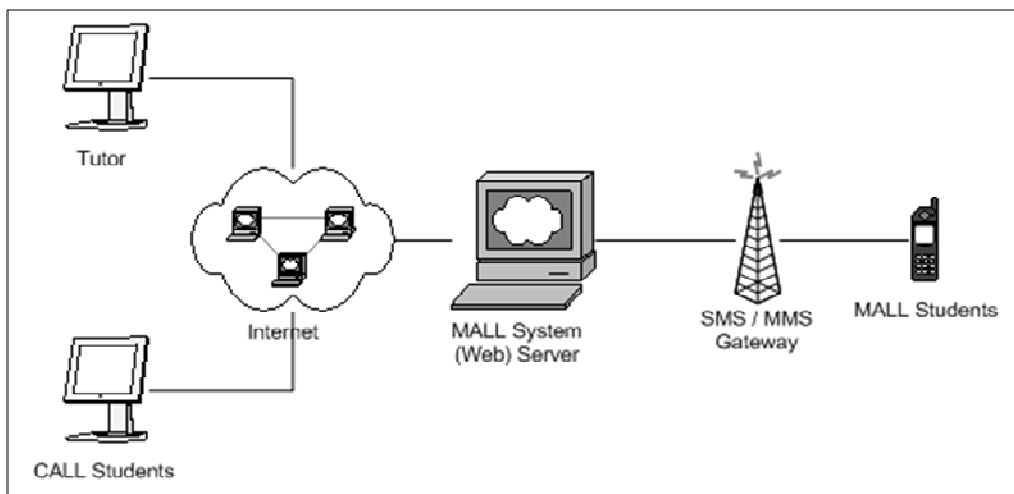 Tutor
Internet
CALL Students
MALL System
(Web) Server
SMS / MMS
Gateway
MALL Students